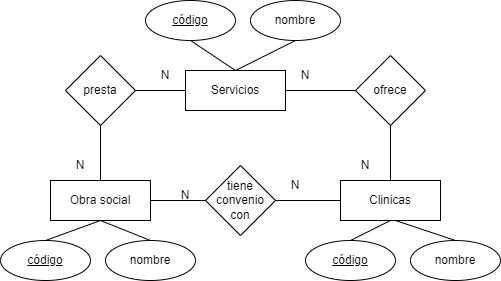 código
nombre
N
N
presta
Servicios
ofrece
N
N
tiene
convenio
con
N
N
Obra social
Clinicas
código
nombre
código
nombre